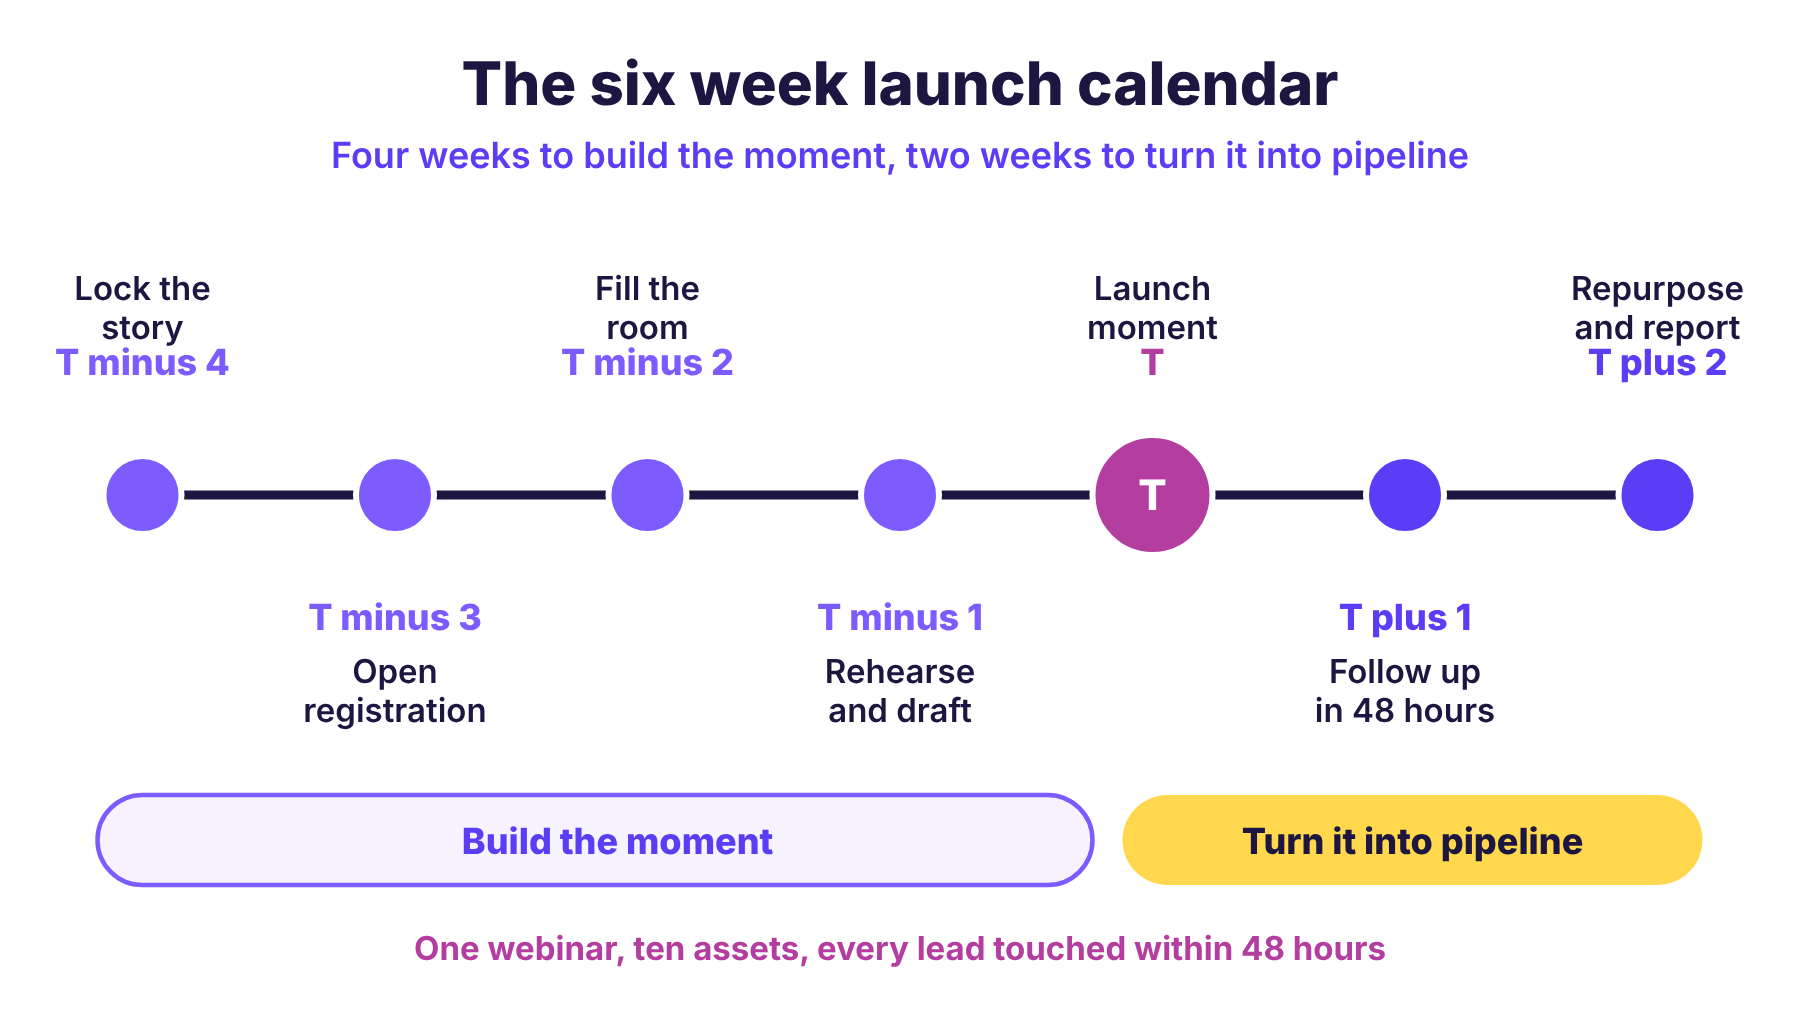 The six week launch calendar
Four weeks to build the moment, two weeks to turn it into pipeline
Lock the
story
T minus 4
Fill the
room
T minus 2
Launch
moment
T
Repurpose
and report
T plus 2
T
T minus 3
Open
registration
T minus 1
Rehearse
and draft
T plus 1
Follow up
in 48 hours
Build the moment
Turn it into pipeline
One webinar, ten assets, every lead touched within 48 hours